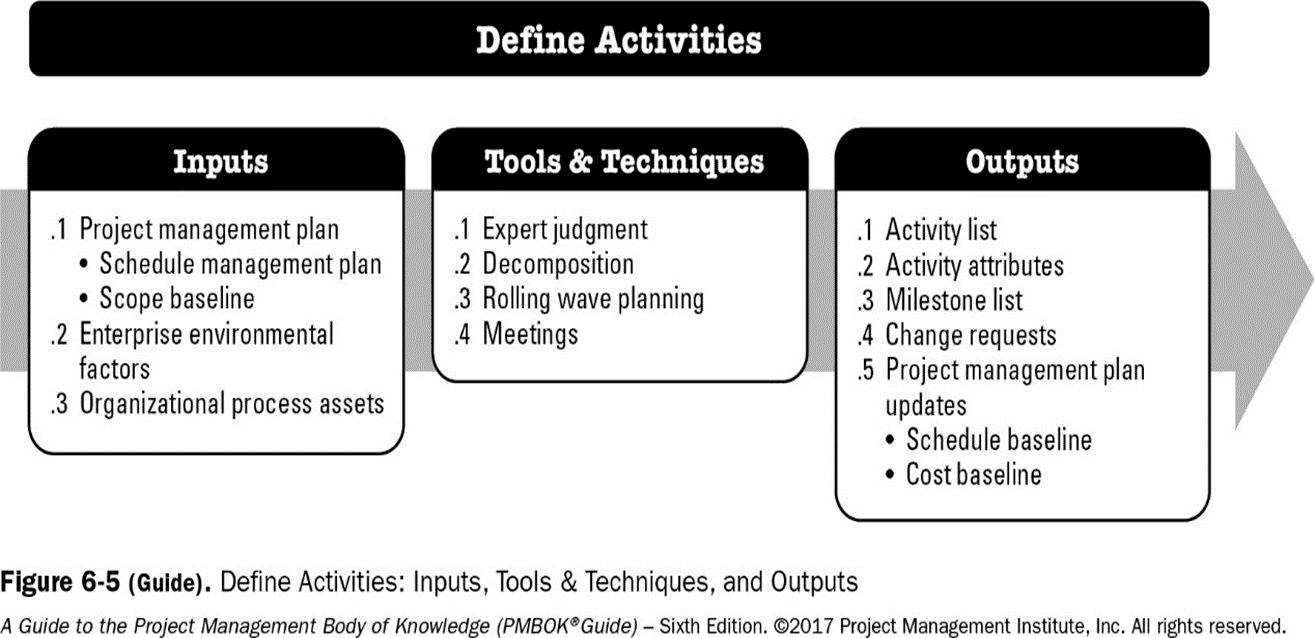 Define Activities
Inputs
.1 Project management plan
• Schedule management plan
• Scope baseline
.2 Enterprise environmental
factors
.3 Organizational process assets
Tools & Techniques
.1 Expert judgment
.2 Decomposition
.3 Rolling wave planning
.4 Meetings
Outputs
.1 Activity list
.2 Activity attributes
.3 Milestone list
.4 Change requests
.5 Project management plan
updates
• Schedule baseline
• Cost baseline
Figure 6-5 (Guide). Define Activities: Inputs, Tools & Techniques, and Outputs
A Guide to the Project Management Body of Knowledge (PMBOK® Guide) – Sixth Edition. ©2017 Project Management Institute, Inc. All rights reserved.